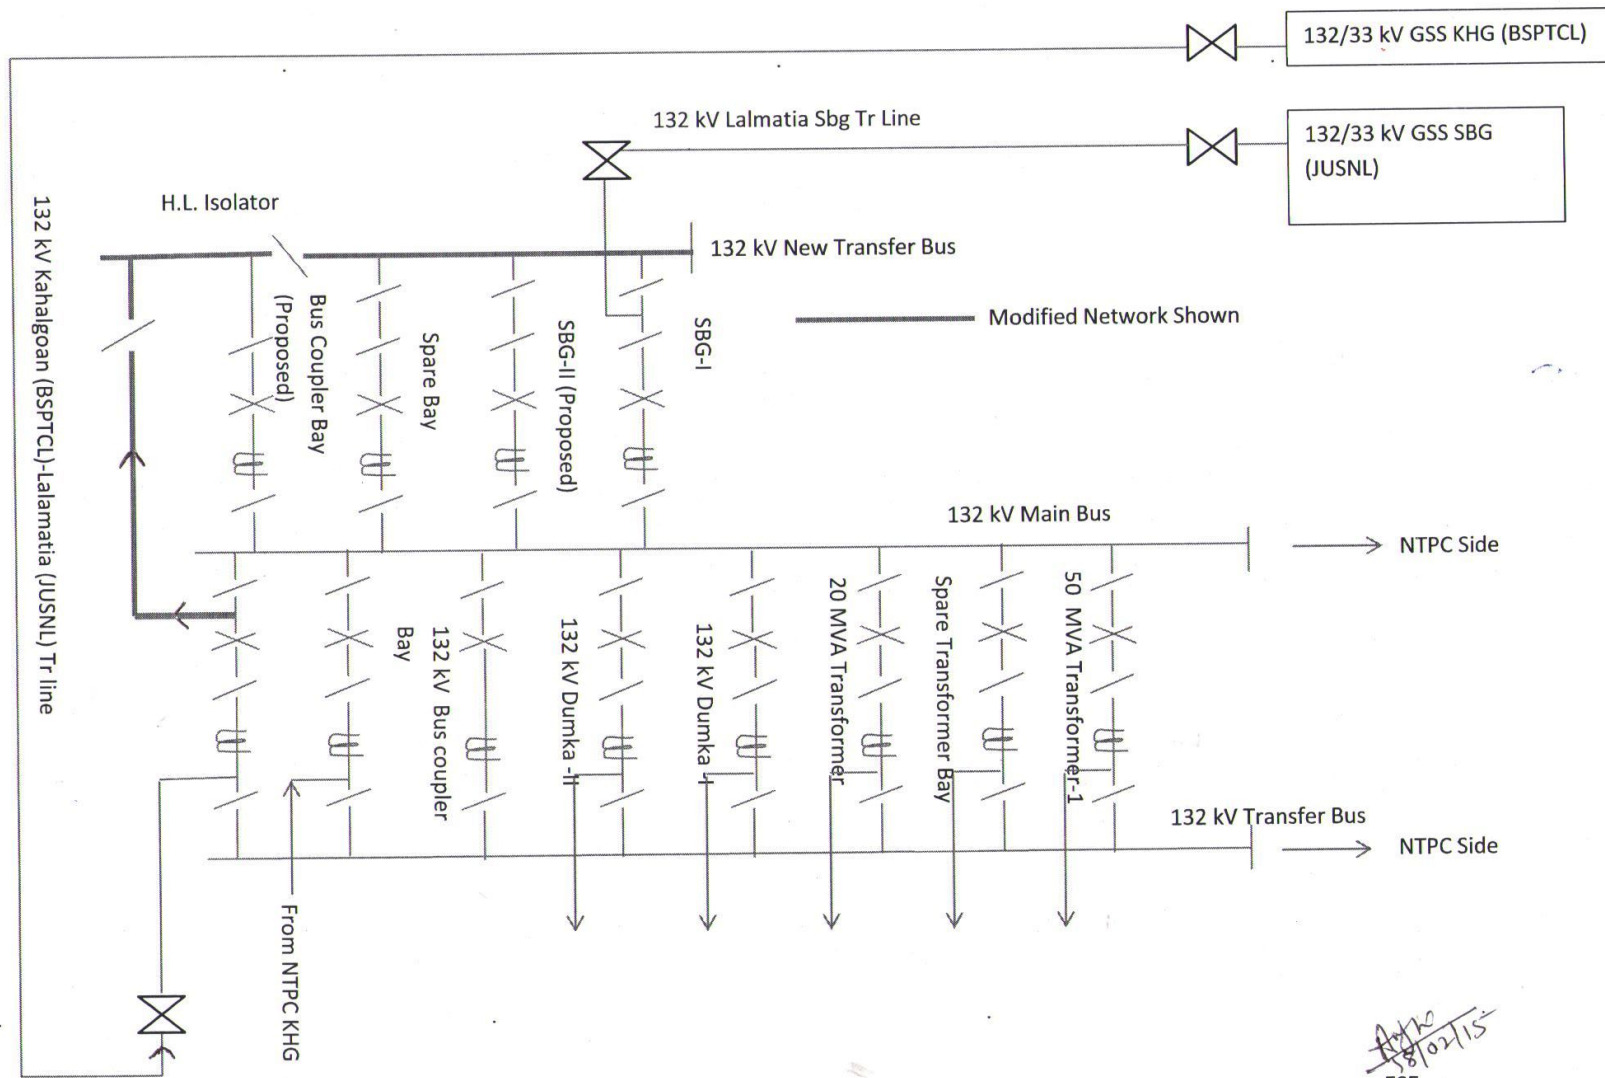 132/33 kV GSS KHG (BSPTCL)
132 kV Lalmatia Sbg Tr Line
132/33 kV GSS SBG
(JUSNL)
H.L. Isolator
132 kV New Transfer Bus
Modified Network Shown
132 kV Kahalgoan (BSPTCL)-Lalamatia (JUSNL) Tr line
Bus Coupler Bay
(Proposed)
Spare Bay
SBG-II (Proposed)
SBG-I
132 kV Main Bus
NTPC Side
132 kV Bus coupler
Bay
132 kV Dumka -II
132 kV Dumka -I
20 MVA Transformer
Spare Transformer Bay
50 MVA Transformer-1
132 kV Transfer Bus
NTPC Side
From NTPC KHG